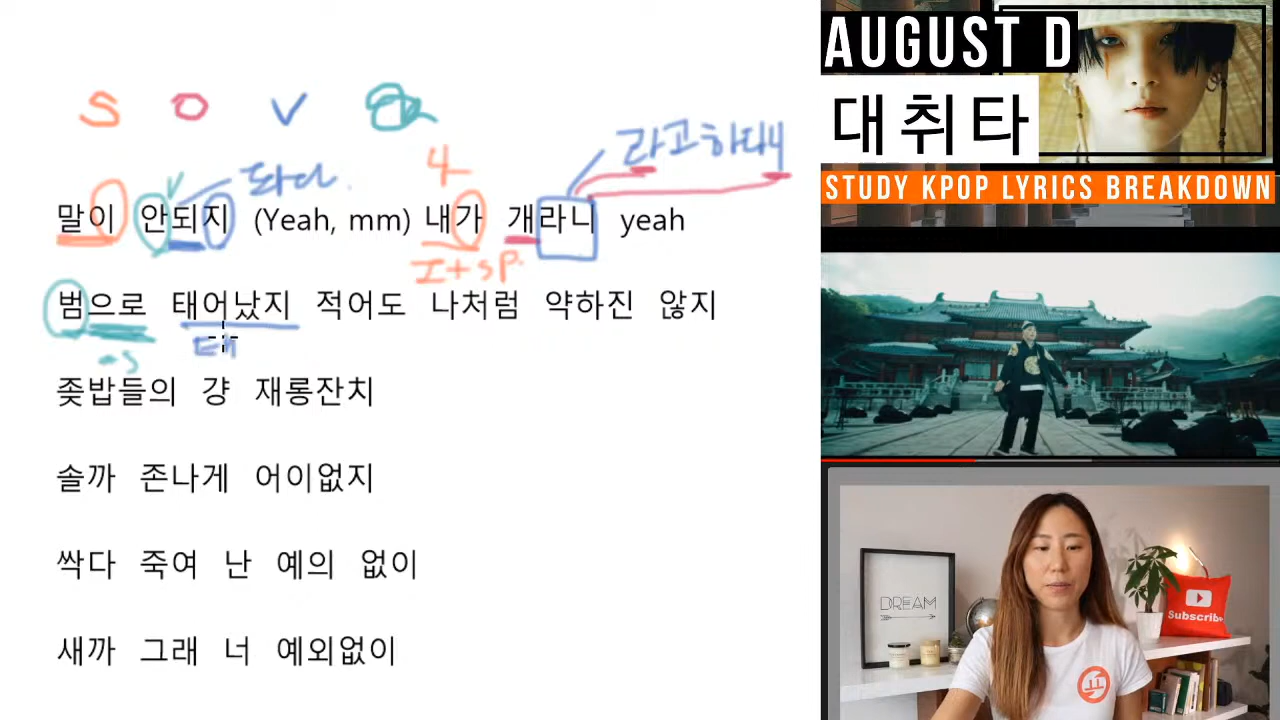 S O V
라고하대
4
되다.
말이 안되지 (Yeah, mm) 내가 개라니 yeah
I + S P.
범으로 태어났지 적어도 나처럼 약하진 않지
as
좆밥들의 걍 재롱잔치
솔까 존나게 어이없지
싹다 죽여 난 예의 없이
새까 그래 너 예외없이
AUGUST D
대취타
STUDY KPOP LYRICS BREAKDOWN
DREAM
Subscribe